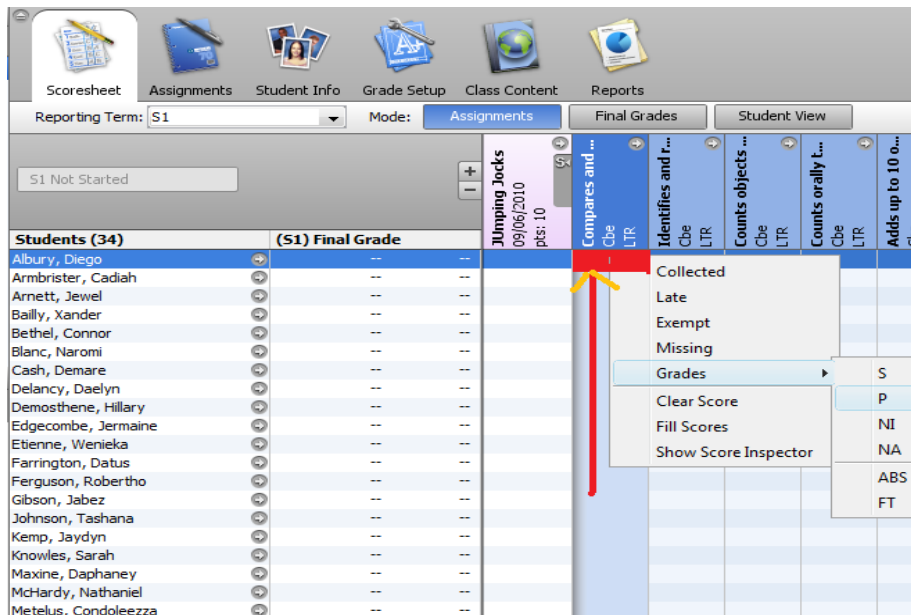 Scoresheet Assignments Student Info Grade Setup Class Content Reports
Reporting Term: S1 Mode: Assignments Final Grades Student View
S1 Not Started
+
−
JUmping Jocks
09/06/2010
pts: 10
S
Compares and ...
Cbe
LTR
Identifies and r...
Cbe
LTR
Counts objects ...
Cbe
LTR
Counts orally t...
Cbe
LTR
Adds up to 10 o...
Students (34) (S1) Final Grade
Albury, Diego -- --
Armbrister, Cadiah -- --
Arnett, Jewel -- --
Bailly, Xander -- --
Bethel, Connor -- --
Blanc, Naromi -- --
Cash, Demare -- --
Delancy, Daelyn -- --
Demosthene, Hillary -- --
Edgecombe, Jermaine -- --
Etienne, Wenieka -- --
Farrington, Datus -- --
Ferguson, Robertho -- --
Gibson, Jabez -- --
Johnson, Tashana -- --
Kemp, Jaydyn -- --
Knowles, Sarah -- --
Maxine, Daphaney -- --
McHardy, Nathaniel -- --
Metelus, Condoleezza -- --
Collected
Late
Exempt
Missing
Grades
Clear Score
Fill Scores
Show Score Inspector
S
P
NI
NA
ABS
FT